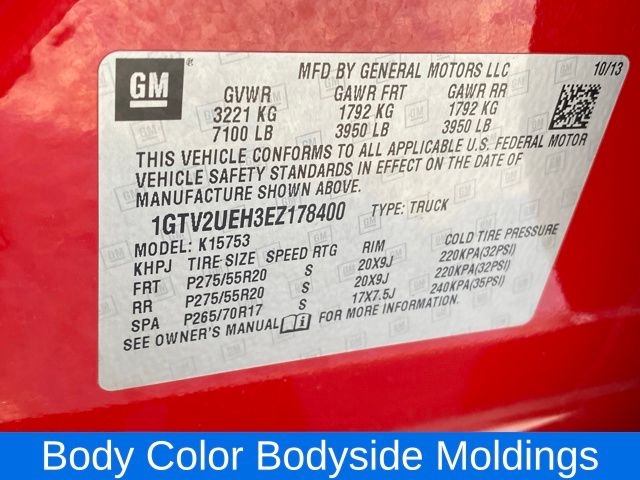 GM ®
MFD BY GENERAL MOTORS LLC 10/13
GVWR GAWR FRT GAWR RR
3221 KG 1792 KG 1792 KG
7100 LB 3950 LB 3950 LB
THIS VEHICLE CONFORMS TO ALL APPLICABLE U.S. FEDERAL MOTOR
VEHICLE SAFETY STANDARDS IN EFFECT ON THE DATE OF
MANUFACTURE SHOWN ABOVE.
1GTV2UEH3EZ178400 TYPE: TRUCK
MODEL: K15753
KHPJ TIRE SIZE SPEED RTG RIM COLD TIRE PRESSURE
FRT P275/55R20 S 20X9J 220KPA(32PSI)
RR P275/55R20 S 20X9J 220KPA(32PSI)
SPA P265/70R17 S 17X7.5J 240KPA(35PSI)
SEE OWNER'S MANUAL FOR MORE INFORMATION.
Body Color Bodyside Moldings